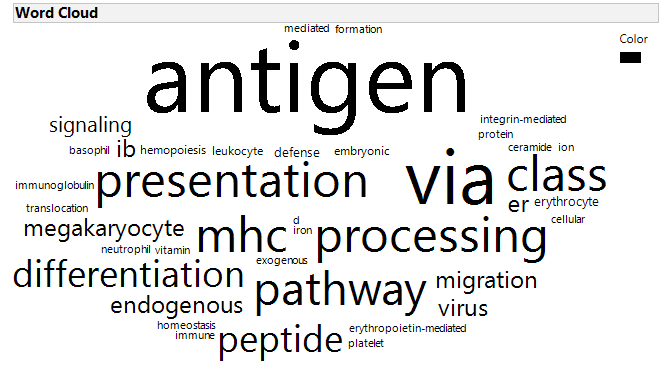 Word Cloud
mediated formation
Color
antigen
signaling
integrin-mediated
protein
basophil ib hemopoiesis leukocyte defense embryonic
ceramide ion
immunoglobulin presentation via class
translocation
er erythrocyte
megakaryocyte mhc d iron processing cellular
neutrophil vitamin
exogenous
differentiation pathway migration
endogenous virus
homeostasis
immune peptide erythropoietin-mediated
platelet